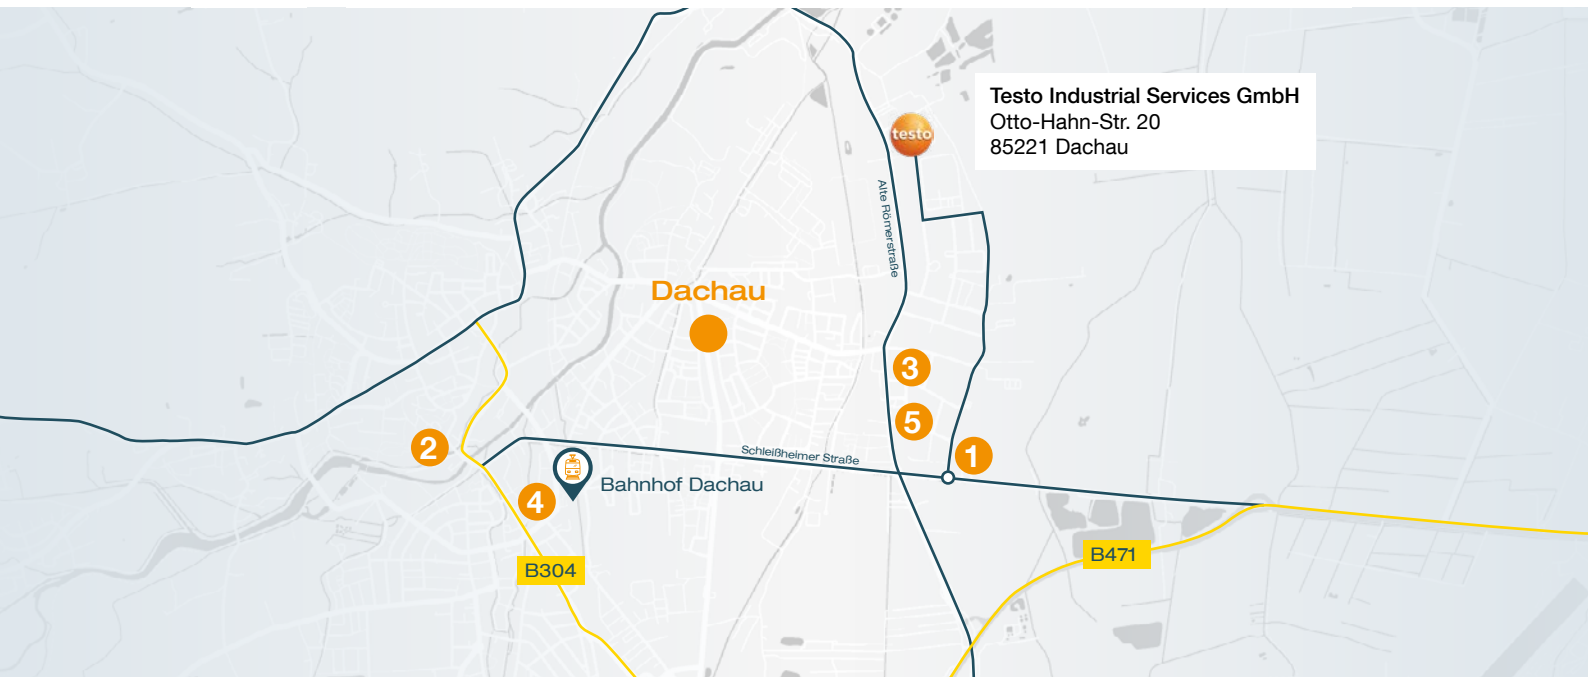 Testo Industrial Services GmbH
Otto-Hahn-Str. 20
85221 Dachau
testo
Alte Römerstraße
Dachau
3
5
2
1
Schleißheimer Straße
4
Bahnhof Dachau
B304
B471